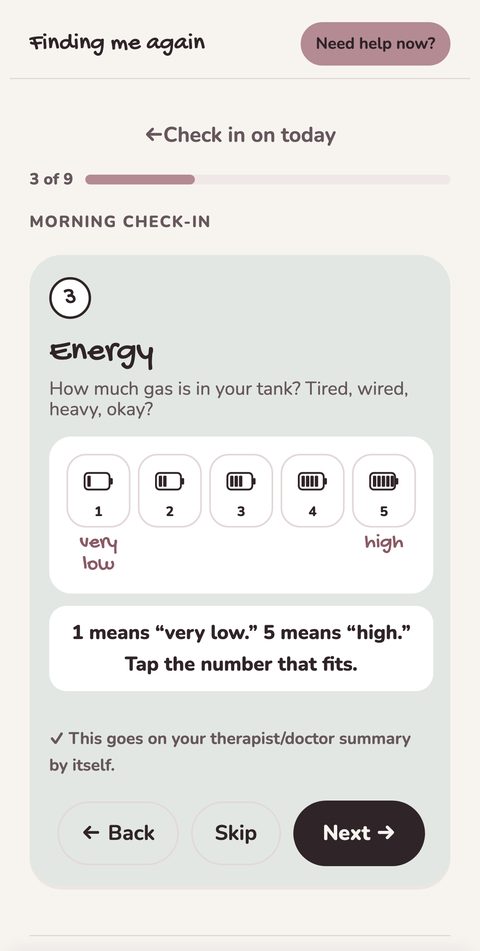 Finding me again
Need help now?
←Check in on today
3 of 9
MORNING CHECK-IN
3
Energy
How much gas is in your tank? Tired, wired,
heavy, okay?
1 2 3 4 5
very
low
high
1 means “very low.” 5 means “high.”
Tap the number that fits.
✓ This goes on your therapist/doctor summary
by itself.
← Back
Skip
Next →